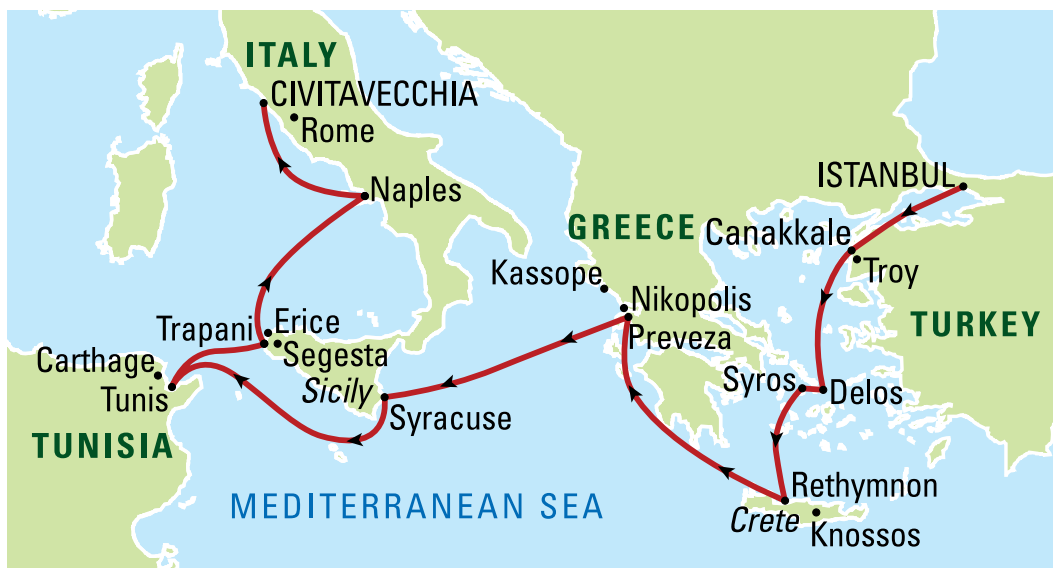 ITALY
CIVITAVECCHIA
Rome
Naples
ISTANBUL
GREECE
Canakkale
Troy
Kassope
Nikopolis
Preveza
TURKEY
Erice
Trapani
Segesta
Carthage
Sicily
Tunis
Syracuse
Syros
Delos
TUNISIA
MEDITERRANEAN SEA
Rethymnon
Crete
Knossos